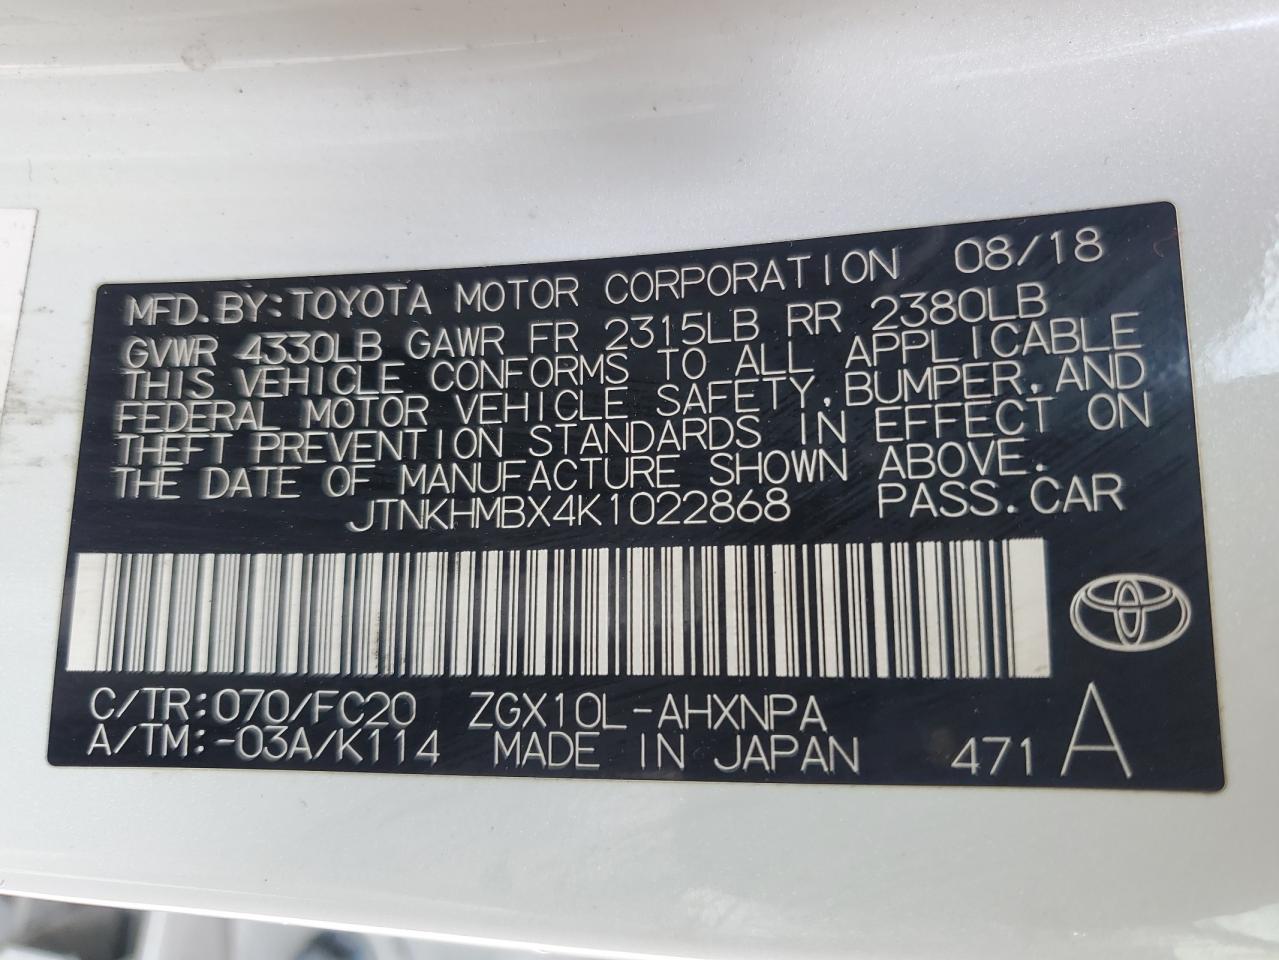 MFD.BY:TOYOTA MOTOR CORPORATION 08/18
GVWR 4330LB GAWR FR 2315LB RR 2380LB
THIS VEHICLE CONFORMS TO ALL APPLICABLE
FEDERAL MOTOR VEHICLE SAFETY,BUMPER,AND
THEFT PREVENTION STANDARDS IN EFFECT ON
THE DATE OF MANUFACTURE SHOWN ABOVE.
JTNKHMBX4K1022868 PASS.CAR
C/TR:070/FC20 ZGX10L-AHXNPA
A/TM:-03A/K114 MADE IN JAPAN 471 A